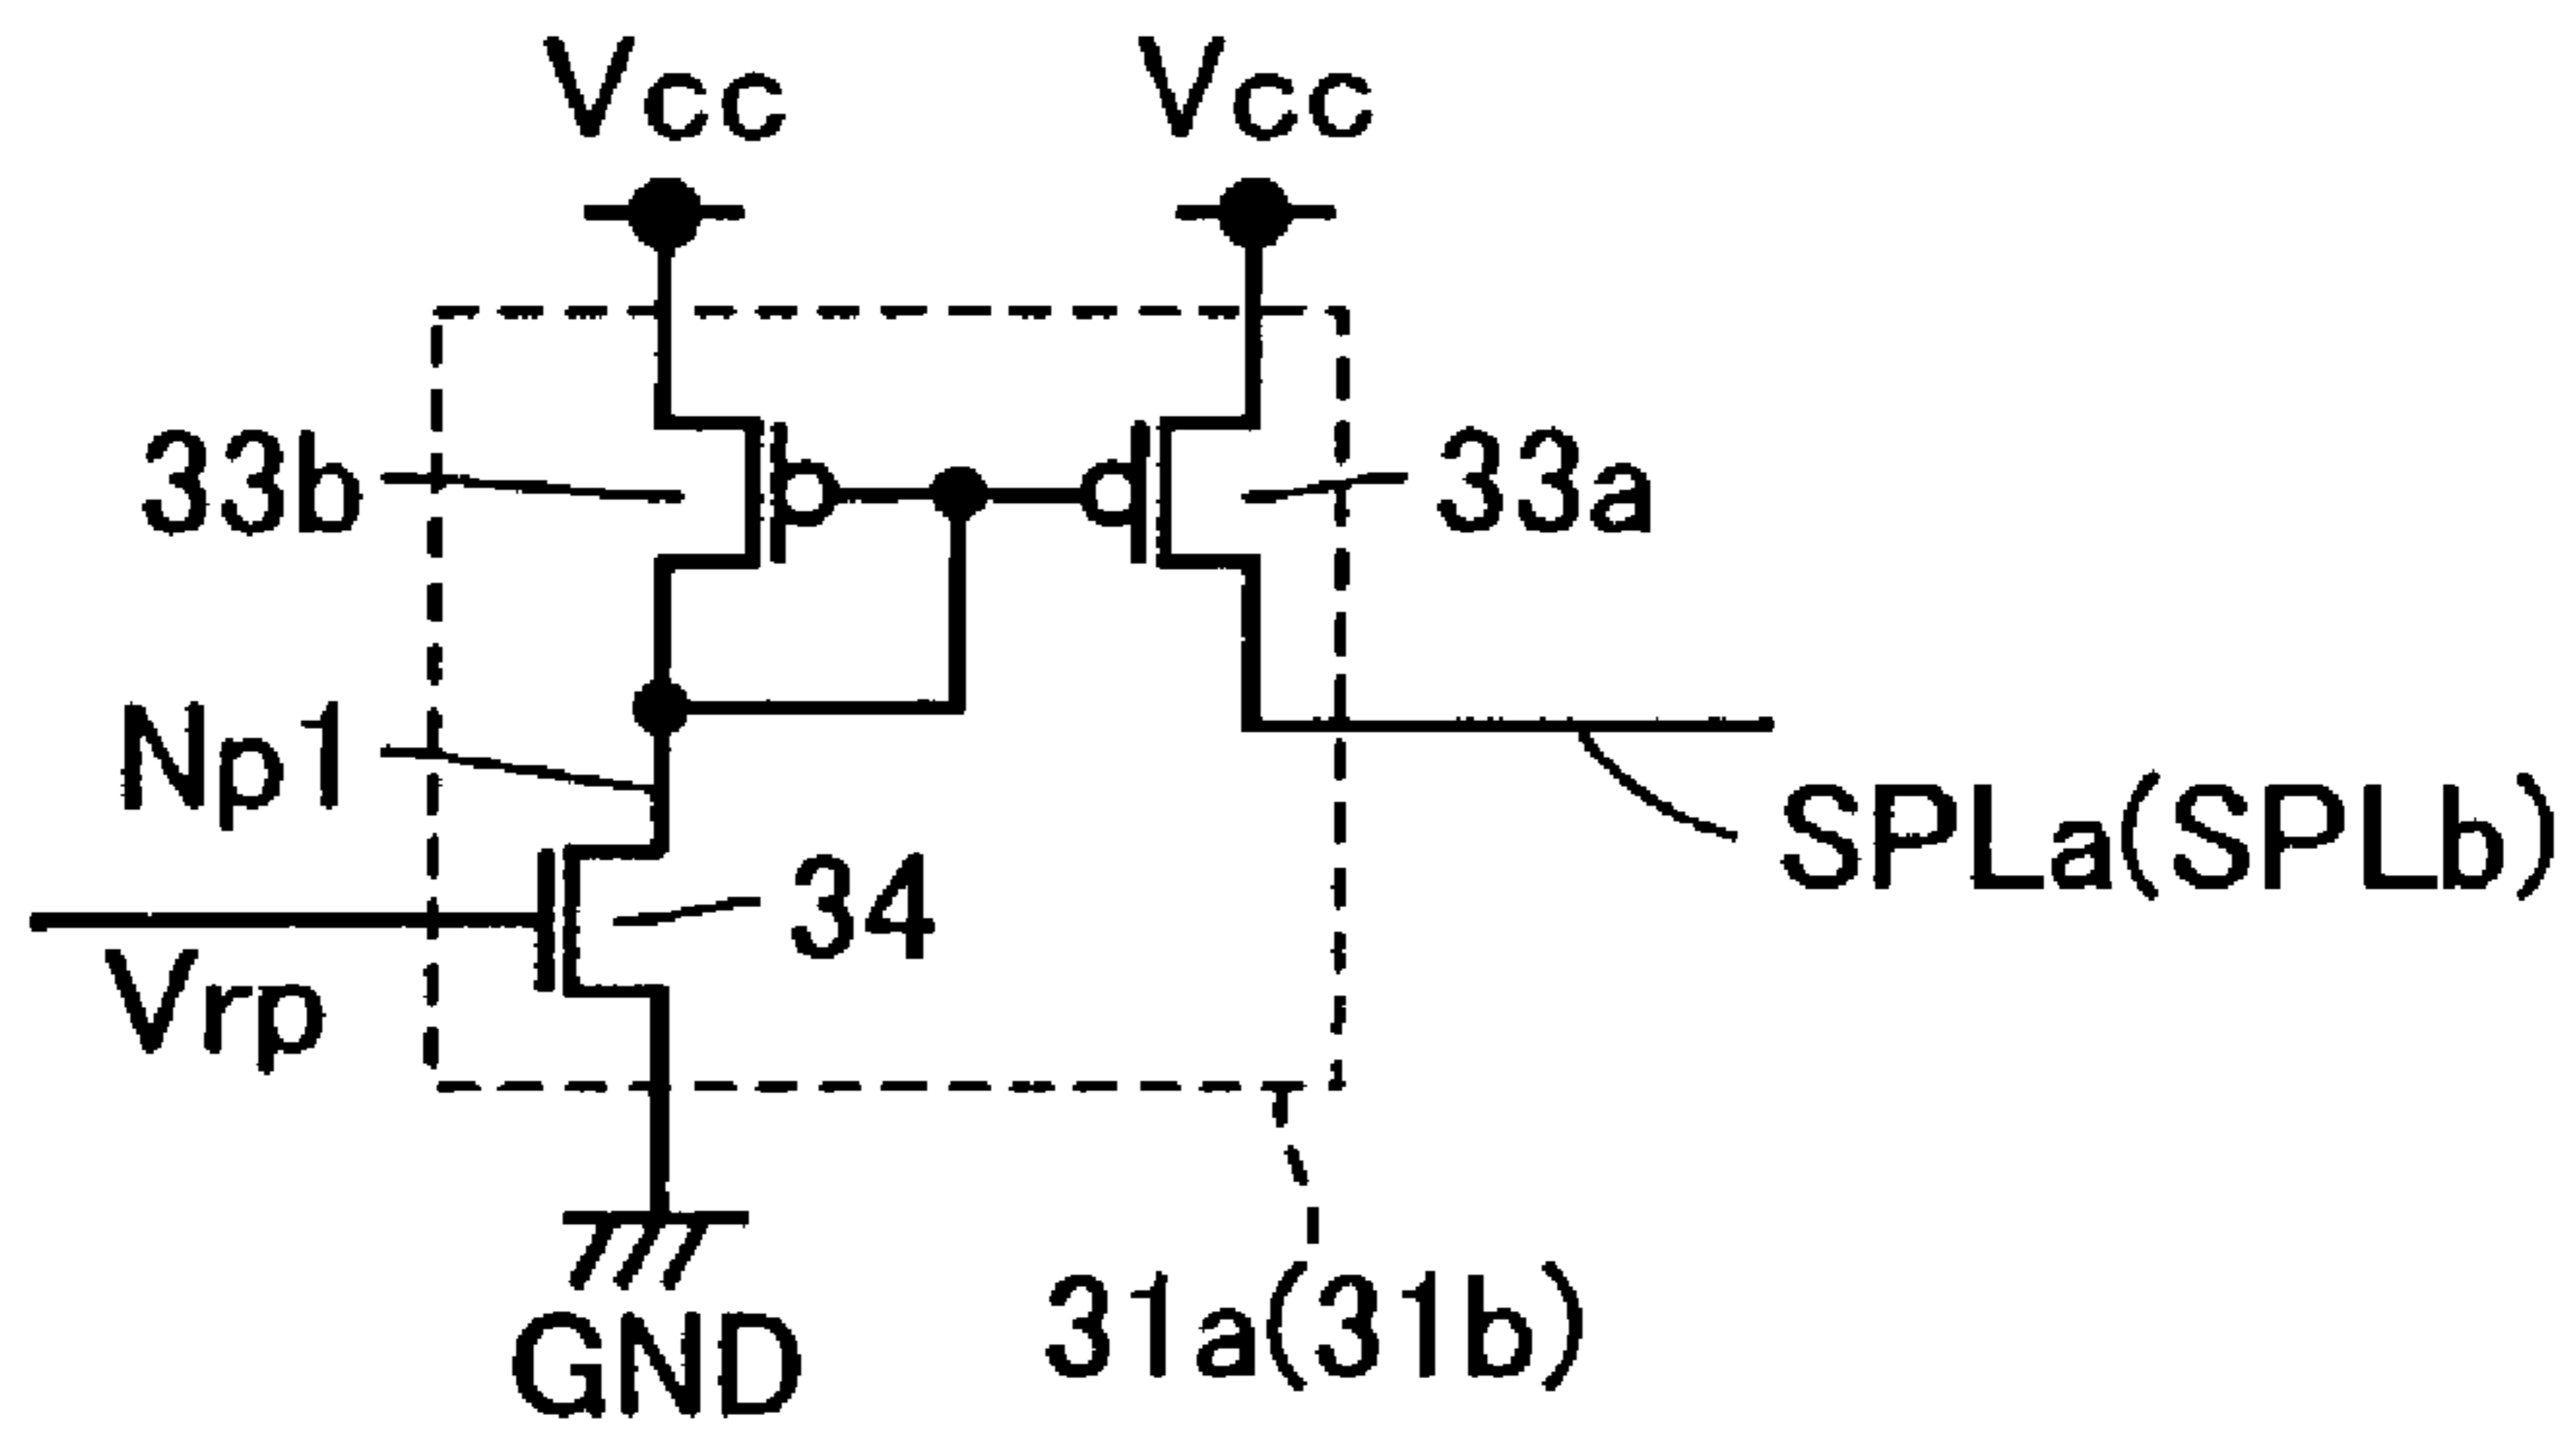 Vcc Vcc
33b 33a
Np1
SPLa(SPLb)
34
Vrp
31a(31b)
GND